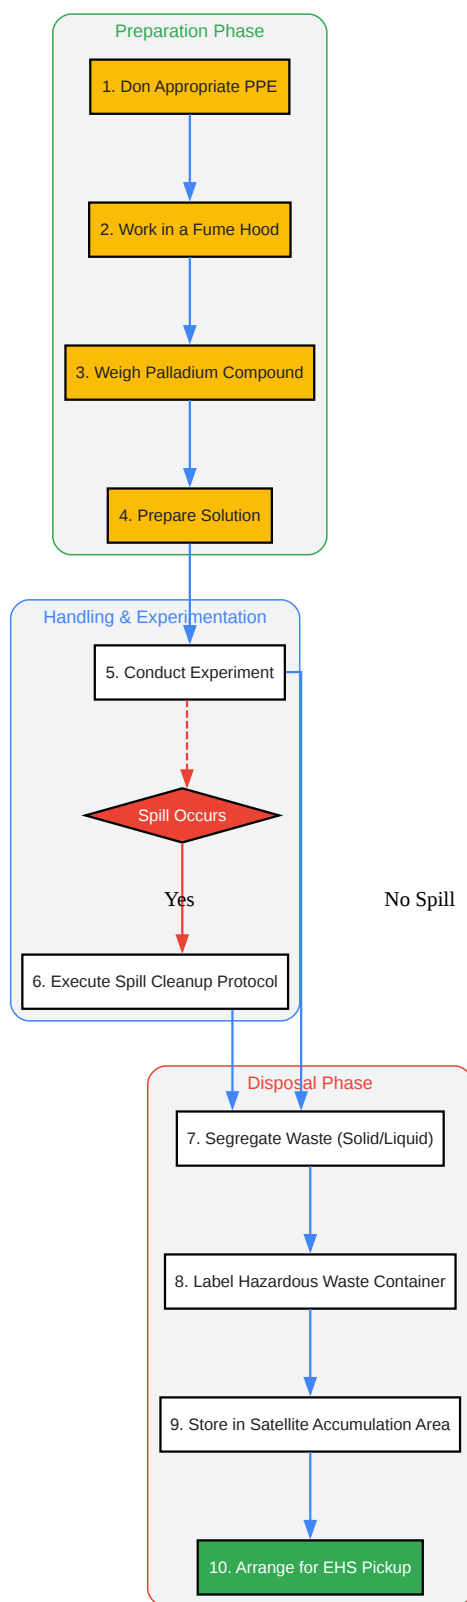 Preparation Phase
1. Don Appropriate PPE
2. Work in a Fume Hood
3. Weigh Palladium Compound
4. Prepare Solution
Handling & Experimentation
5. Conduct Experiment
Spill Occurs
Yes
No Spill
6. Execute Spill Cleanup Protocol
Disposal Phase
7. Segregate Waste (Solid/Liquid)
8. Label Hazardous Waste Container
9. Store in Satellite Accumulation Area
10. Arrange for EHS Pickup